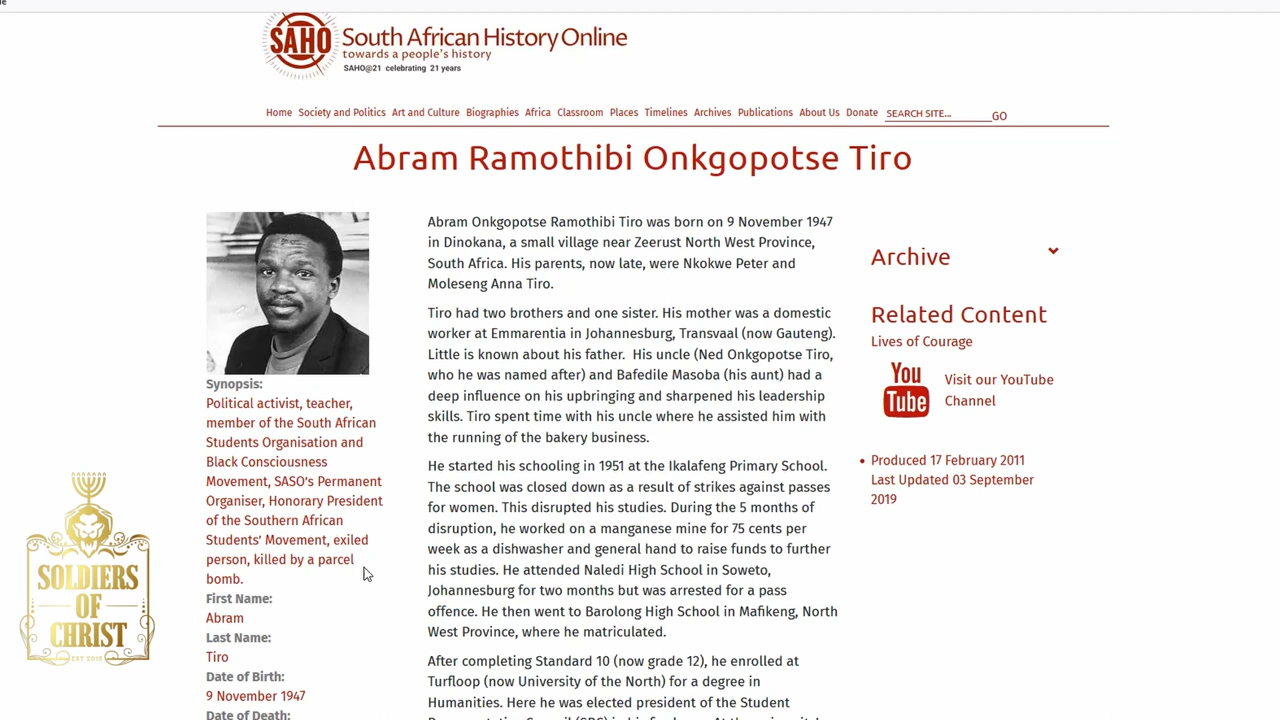 SAHO
South African History Online
towards a people's history
SAHO@21 celebrating 21 years
Home Society and Politics Art and Culture Biographies Africa Classroom Places Timelines Archives Publications About Us Donate SEARCH SITE... GO
Abram Ramothibi Onkgopotse Tiro
Synopsis:
Political activist, teacher,
member of the South African
Students Organisation and
Black Consciousness
Movement, SASO's Permanent
Organiser, Honorary President
of the Southern African
Students' Movement, exiled
person, killed by a parcel
bomb.
First Name:
Abram
Last Name:
Tiro
Date of Birth:
9 November 1947
Date of Death:
Abram Onkgopotse Ramothibi Tiro was born on 9 November 1947
in Dinokana, a small village near Zeerust North West Province,
South Africa. His parents, now late, were Nkokwe Peter and
Moleseng Anna Tiro.
Tiro had two brothers and one sister. His mother was a domestic
worker at Emmarentia in Johannesburg, Transvaal (now Gauteng).
Little is known about his father. His uncle (Ned Onkgopotse Tiro,
who he was named after) and Bafedile Masoba (his aunt) had a
deep influence on his upbringing and sharpened his leadership
skills. Tiro spent time with his uncle where he assisted him with
the running of the bakery business.
He started his schooling in 1951 at the Ikalafeng Primary School.
The school was closed down as a result of strikes against passes
for women. This disrupted his studies. During the 5 months of
disruption, he worked on a manganese mine for 75 cents per
week as a dishwasher and general hand to raise funds to further
his studies. He attended Naledi High School in Soweto,
Johannesburg for two months but was arrested for a pass
offence. He then went to Barolong High School in Mafikeng, North
West Province, where he matriculated.
After completing Standard 10 (now grade 12), he enrolled at
Turfloop (now University of the North) for a degree in
Humanities. Here he was elected president of the Student
Archive
Related Content
Lives of Courage
You
Tube
Visit our YouTube
Channel
Produced 17 February 2011
Last Updated 03 September
2019
SOLDIERS
OF
CHRIST
EST 2015